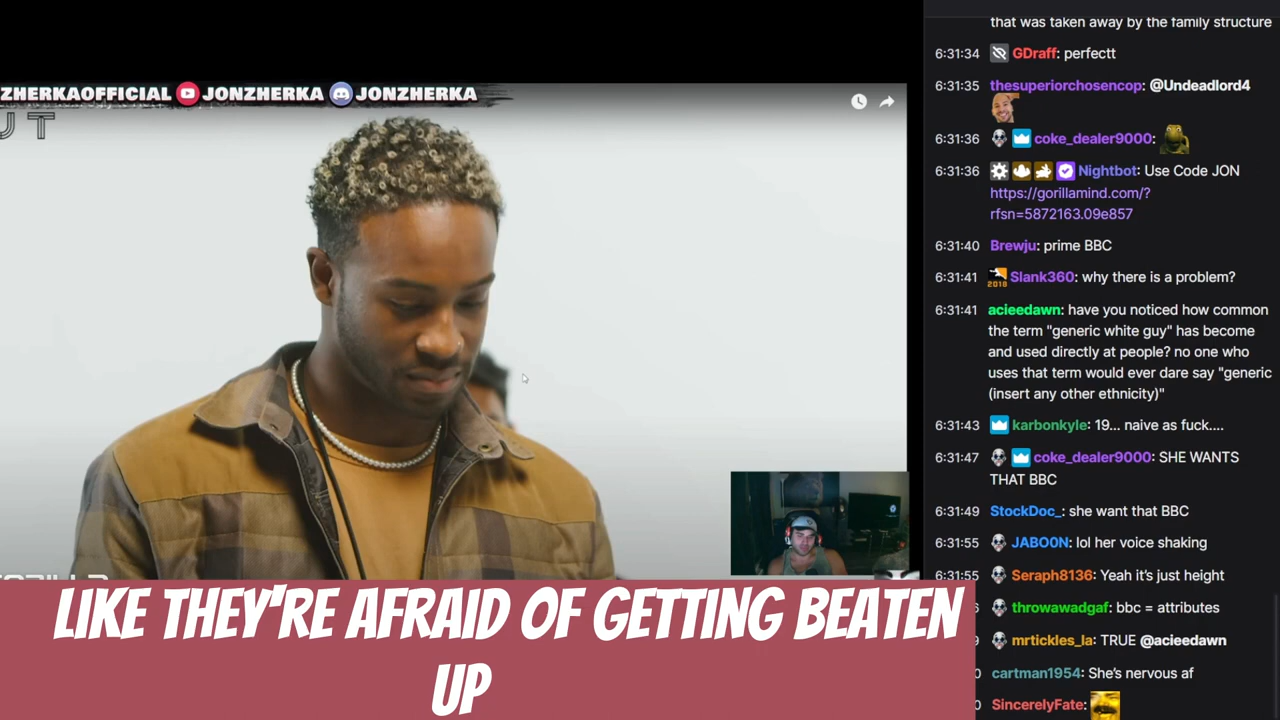 ZHERKAOFFICIAL JONZHERKA JONZHERKA
UT
LIKE THEY'RE AFRAID OF GETTING BEATEN
UP
that was taken away by the family structure
6:31:34 GDraff: perfectt
6:31:35 thesuperiorchosencop: @Undeadlord4
6:31:36 coke_dealer9000:
6:31:36 Nightbot: Use Code JON
https://gorillamind.com/?
rfsn=5872163.09e857
6:31:40 Brewju: prime BBC
6:31:41 2018 Slank360: why there is a problem?
6:31:41 acieedawn: have you noticed how common
the term "generic white guy" has become
and used directly at people? no one who
uses that term would ever dare say "generic
(insert any other ethnicity)"
6:31:43 karbonkyle: 19... naive as fuck....
6:31:47 coke_dealer9000: SHE WANTS
THAT BBC
6:31:49 StockDoc_: she want that BBC
6:31:55 JABO0N: lol her voice shaking
6:31:55 Seraph8136: Yeah it's just height
throwawadgaf: bbc = attributes
mrtickles_la: TRUE @acieedawn
cartman1954: She's nervous af
SincerelyFate: